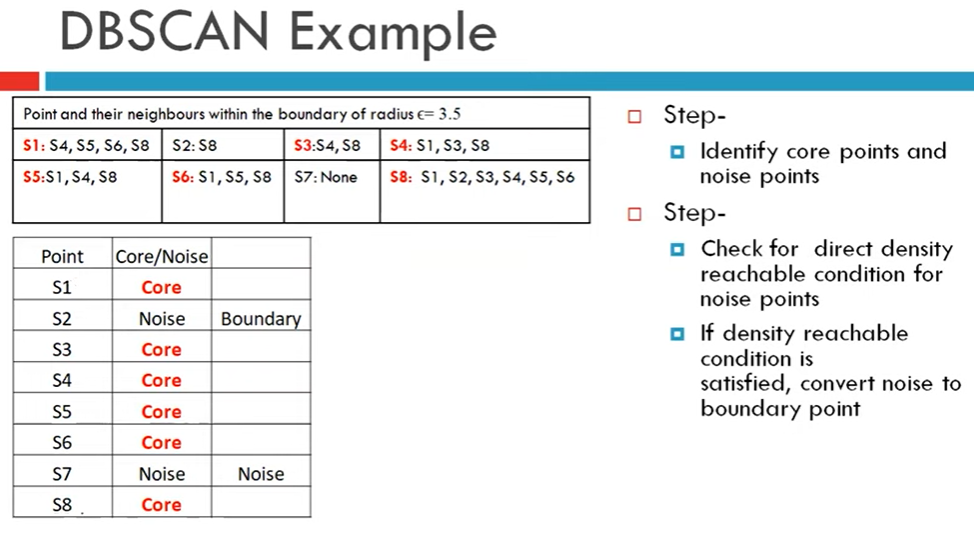 DBSCAN Example
Point and their neighbours within the boundary of radius ϵ= 3.5
S1: S4, S5, S6, S8 S2: S8 S3:S4, S8 S4: S1, S3, S8
S5:S1, S4, S8 S6: S1, S5, S8 S7: None S8: S1, S2, S3, S4, S5, S6
Point Core/Noise
S1 Core
S2 Noise Boundary
S3 Core
S4 Core
S5 Core
S6 Core
S7 Noise Noise
S8 . Core
Step-
Identify core points and
noise points
Step-
Check for direct density
reachable condition for
noise points
If density reachable
condition is
satisfied, convert noise to
boundary point